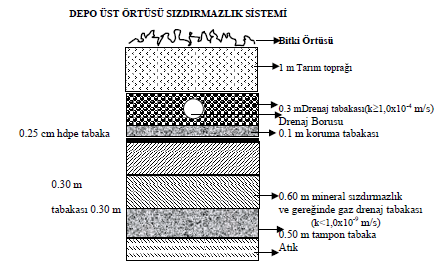 DEPO ÜST ÖRTÜSU SIZDIRMAZLIK SİSTEMİ
Bitki Örtüsü
1 m Tarım toprağı
0.3 mDrenaj tabakası(k≥1,0x10⁻⁴ m/s)
Drenaj Borusu
0.25 cm hdpe tabaka
0.1 m koruma tabakası
0.30 m
tabakası 0.30 m
0.60 m mineral sızdırmazlık
ve gereğinde gaz drenaj tabakası
(k<1,0x10⁻⁹ m/s)
0.50 m tampon tabaka
Atık